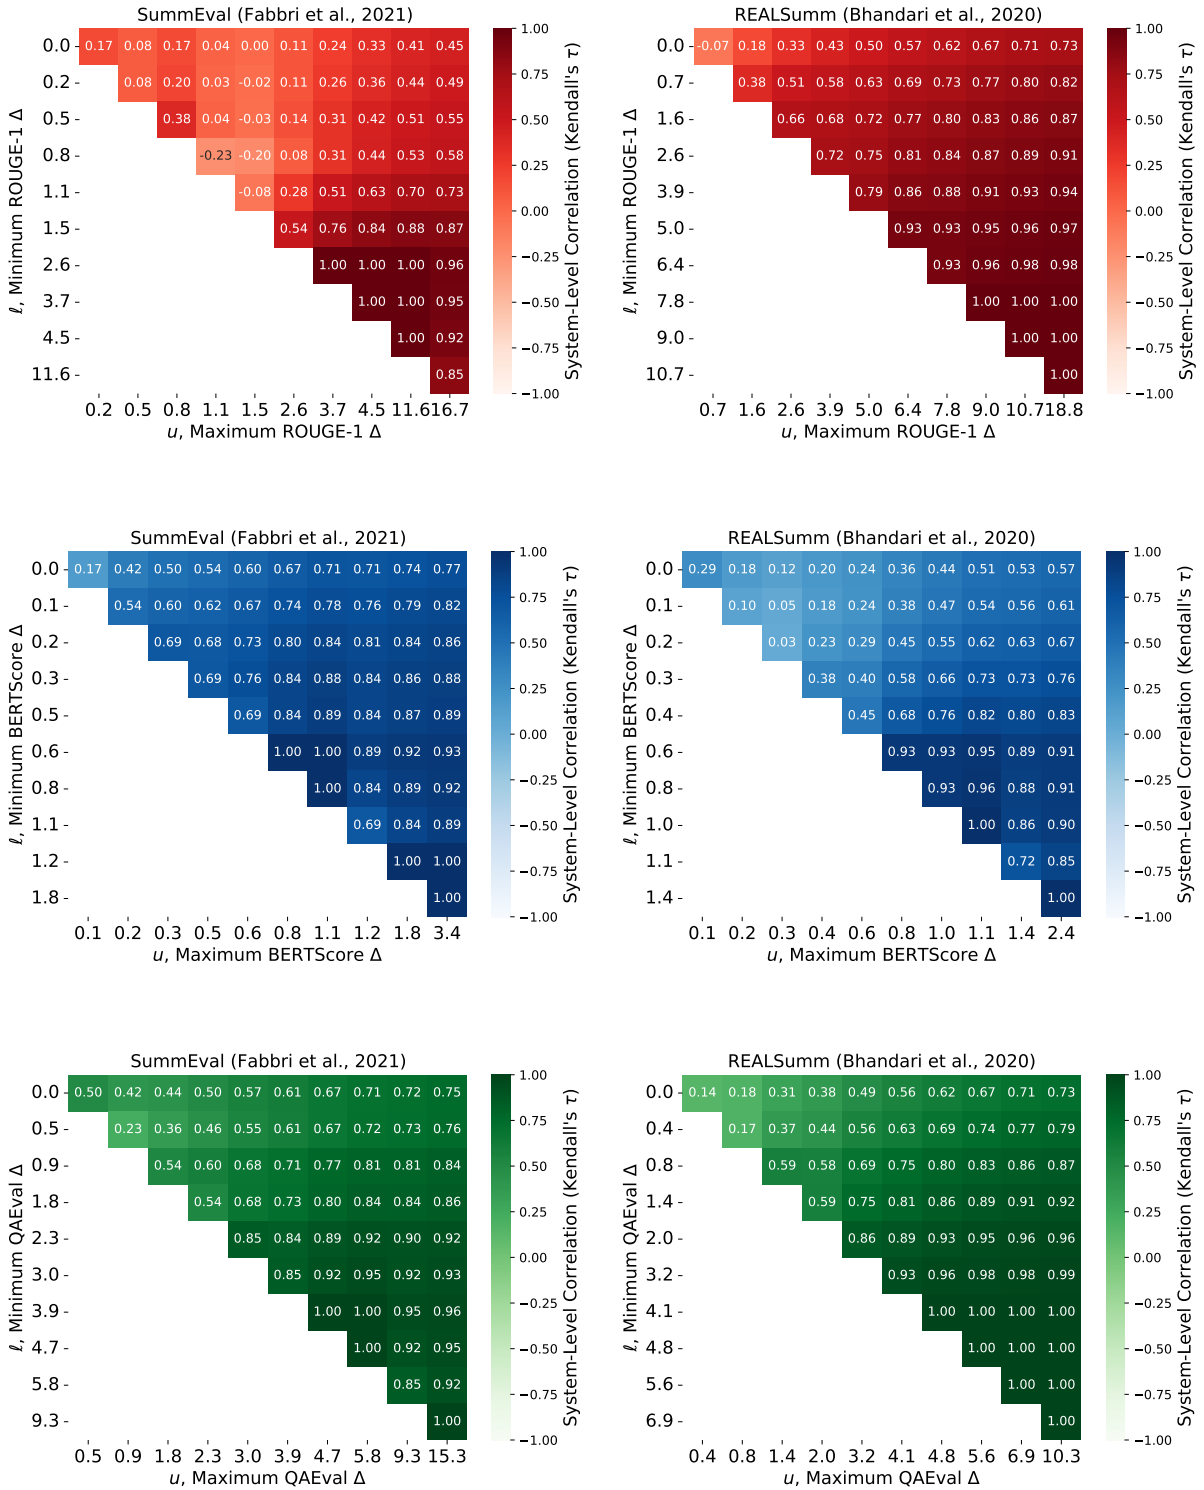 SummEval (Fabbri et al., 2021)
0.0 0.17 0.08 0.17 0.04 0.00 0.11 0.24 0.33 0.41 0.45
0.2 0.08 0.20 0.03 -0.02 0.11 0.26 0.36 0.44 0.49
0.5 0.38 0.04 -0.03 0.14 0.31 0.42 0.51 0.55
0.8 -0.23 -0.20 0.08 0.31 0.44 0.53 0.58
1.1 -0.08 0.28 0.51 0.63 0.70 0.73
1.5 0.54 0.76 0.84 0.88 0.87
2.6 1.00 1.00 1.00 0.96
3.7 1.00 1.00 0.95
4.5 1.00 0.92
11.6 0.85
0.2 0.5 0.8 1.1 1.5 2.6 3.7 4.5 11.6 16.7
u, Maximum ROUGE-1 Δ
ℓ, Minimum ROUGE-1 Δ
1.00
0.75
0.50
0.25
0.00
−0.25
−0.50
−0.75
−1.00
System-Level Correlation (Kendall's τ)
REALSumm (Bhandari et al., 2020)
0.0 -0.07 0.18 0.33 0.43 0.50 0.57 0.62 0.67 0.71 0.73
0.7 0.38 0.51 0.58 0.63 0.69 0.73 0.77 0.80 0.82
1.6 0.66 0.68 0.72 0.77 0.80 0.83 0.86 0.87
2.6 0.72 0.75 0.81 0.84 0.87 0.89 0.91
3.9 0.79 0.86 0.88 0.91 0.93 0.94
5.0 0.93 0.93 0.95 0.96 0.97
6.4 0.93 0.96 0.98 0.98
7.8 1.00 1.00 1.00
9.0 1.00 1.00
10.7 1.00
0.7 1.6 2.6 3.9 5.0 6.4 7.8 9.0 10.7 18.8
u, Maximum ROUGE-1 Δ
ℓ, Minimum ROUGE-1 Δ
1.00
0.75
0.50
0.25
0.00
−0.25
−0.50
−0.75
−1.00
System-Level Correlation (Kendall's τ)
SummEval (Fabbri et al., 2021)
0.0 0.17 0.42 0.50 0.54 0.60 0.67 0.71 0.71 0.74 0.77
0.1 0.54 0.60 0.62 0.67 0.74 0.78 0.76 0.79 0.82
0.2 0.69 0.68 0.73 0.80 0.84 0.81 0.84 0.86
0.3 0.69 0.76 0.84 0.88 0.84 0.86 0.88
0.5 0.69 0.84 0.89 0.84 0.87 0.89
0.6 1.00 1.00 0.89 0.92 0.93
0.8 1.00 0.84 0.89 0.92
1.1 0.69 0.84 0.89
1.2 1.00 1.00
1.8 1.00
0.1 0.2 0.3 0.5 0.6 0.8 1.1 1.2 1.8 3.4
u, Maximum BERTScore Δ
ℓ, Minimum BERTScore Δ
1.00
0.75
0.50
0.25
0.00
−0.25
−0.50
−0.75
−1.00
System-Level Correlation (Kendall's τ)
REALSumm (Bhandari et al., 2020)
0.0 0.29 0.18 0.12 0.20 0.24 0.36 0.44 0.51 0.53 0.57
0.1 0.10 0.05 0.18 0.24 0.38 0.47 0.54 0.56 0.61
0.2 0.03 0.23 0.29 0.45 0.55 0.62 0.63 0.67
0.3 0.38 0.40 0.58 0.66 0.73 0.73 0.76
0.4 0.45 0.68 0.76 0.82 0.80 0.83
0.6 0.93 0.93 0.95 0.89 0.91
0.8 0.93 0.96 0.88 0.91
1.0 1.00 0.86 0.90
1.1 0.72 0.85
1.4 1.00
0.1 0.2 0.3 0.4 0.6 0.8 1.0 1.1 1.4 2.4
u, Maximum BERTScore Δ
ℓ, Minimum BERTScore Δ
1.00
0.75
0.50
0.25
0.00
−0.25
−0.50
−0.75
−1.00
System-Level Correlation (Kendall's τ)
SummEval (Fabbri et al., 2021)
0.0 0.50 0.42 0.44 0.50 0.57 0.61 0.67 0.71 0.72 0.75
0.5 0.23 0.36 0.46 0.55 0.61 0.67 0.72 0.73 0.76
0.9 0.54 0.60 0.68 0.71 0.77 0.81 0.81 0.84
1.8 0.54 0.68 0.73 0.80 0.84 0.84 0.86
2.3 0.85 0.84 0.89 0.92 0.90 0.92
3.0 0.85 0.92 0.95 0.92 0.93
3.9 1.00 1.00 0.95 0.96
4.7 1.00 0.92 0.95
5.8 0.85 0.92
9.3 1.00
0.5 0.9 1.8 2.3 3.0 3.9 4.7 5.8 9.3 15.3
u, Maximum QAEval Δ
ℓ, Minimum QAEval Δ
1.00
0.75
0.50
0.25
0.00
−0.25
−0.50
−0.75
−1.00
System-Level Correlation (Kendall's τ)
REALSumm (Bhandari et al., 2020)
0.0 0.14 0.18 0.31 0.38 0.49 0.56 0.62 0.67 0.71 0.73
0.4 0.17 0.37 0.44 0.56 0.63 0.69 0.74 0.77 0.79
0.8 0.59 0.58 0.69 0.75 0.80 0.83 0.86 0.87
1.4 0.59 0.75 0.81 0.86 0.89 0.91 0.92
2.0 0.86 0.89 0.93 0.95 0.96 0.96
3.2 0.93 0.96 0.98 0.98 0.99
4.1 1.00 1.00 1.00 1.00
4.8 1.00 1.00 1.00
5.6 1.00 1.00
6.9 1.00
0.4 0.8 1.4 2.0 3.2 4.1 4.8 5.6 6.9 10.3
u, Maximum QAEval Δ
ℓ, Minimum QAEval Δ
1.00
0.75
0.50
0.25
0.00
−0.25
−0.50
−0.75
−1.00
System-Level Correlation (Kendall's τ)